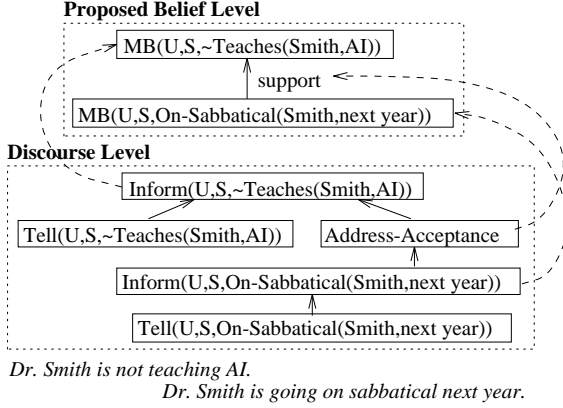 Proposed Belief Level
MB(U,S,~Teaches(Smith,AI))
support
MB(U,S,On-Sabbatical(Smith,next year))
Discourse Level
Inform(U,S,~Teaches(Smith,AI))
Tell(U,S,~Teaches(Smith,AI)) Address-Acceptance
Inform(U,S,On-Sabbatical(Smith,next year))
Tell(U,S,On-Sabbatical(Smith,next year))
Dr. Smith is not teaching AI.
Dr. Smith is going on sabbatical next year.